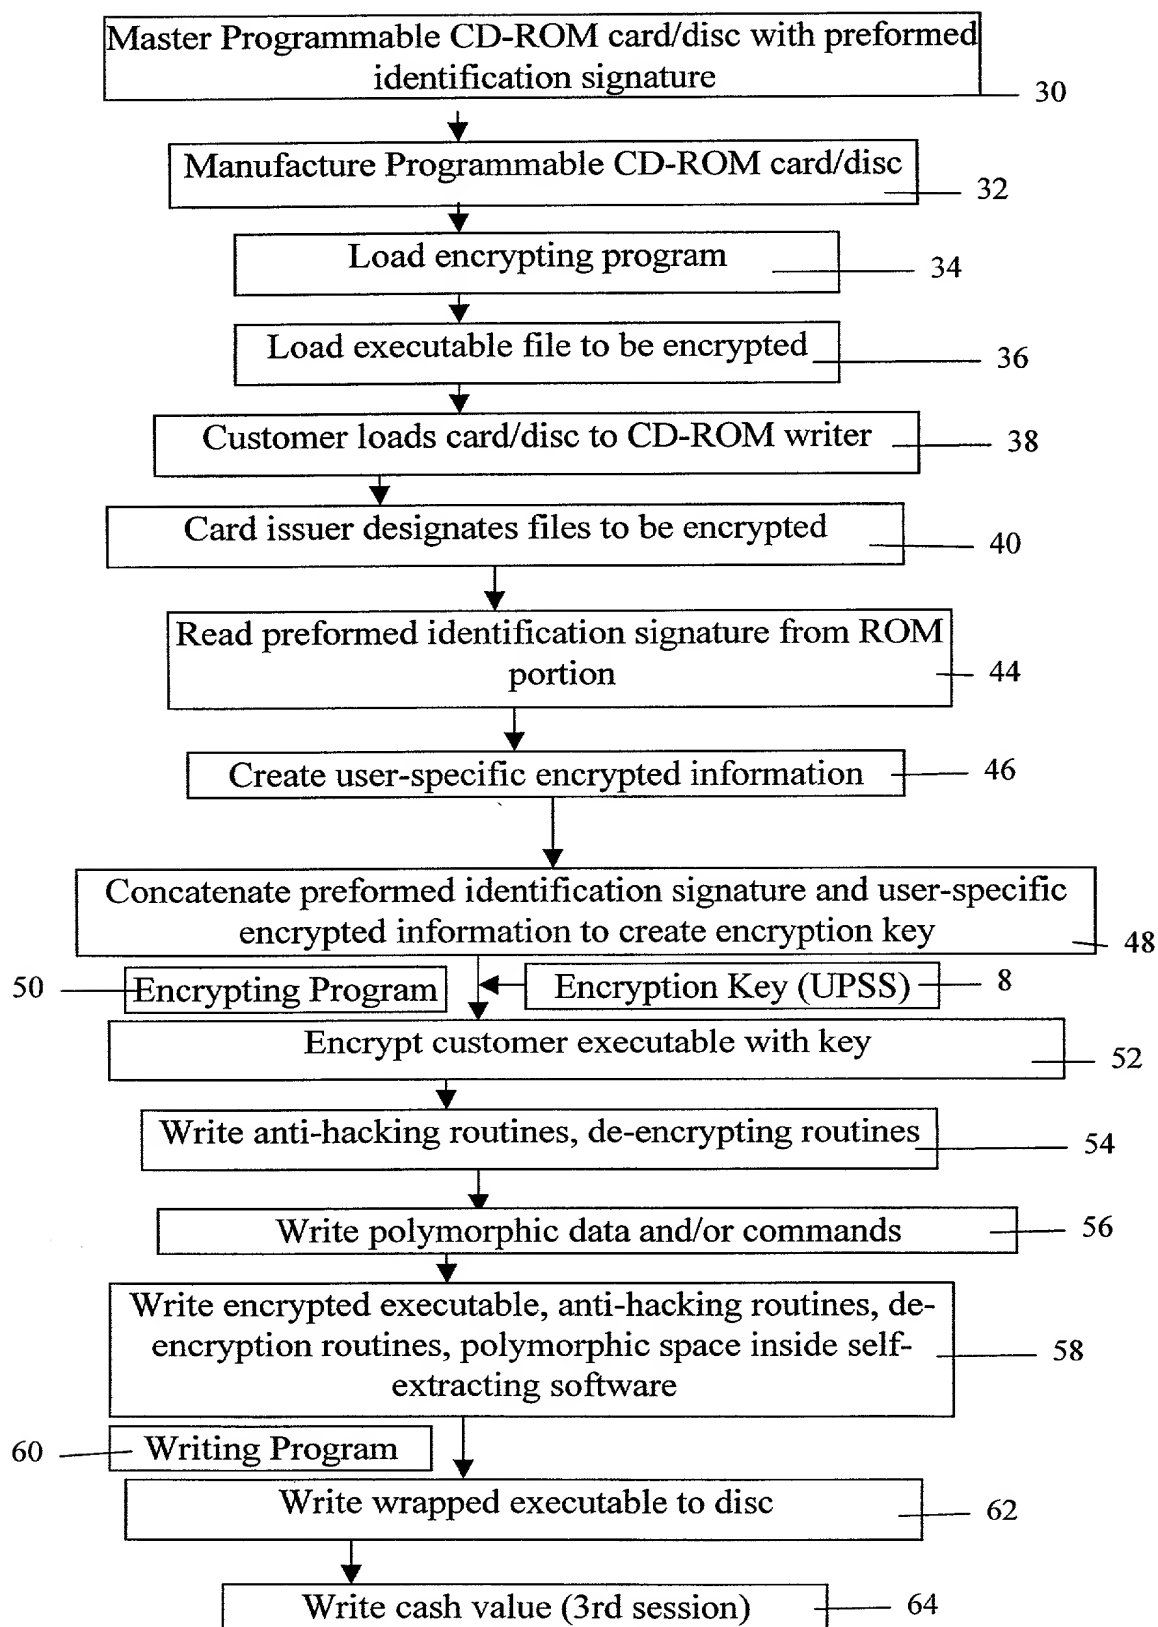 Master Programmable CD-ROM card/disc with preformed
identification signature
30
Manufacture Programmable CD-ROM card/disc
32
Load encrypting program
34
Load executable file to be encrypted
36
Customer loads card/disc to CD-ROM writer
38
Card issuer designates files to be encrypted
40
Read preformed identification signature from ROM
portion
44
Create user-specific encrypted information
46
Concatenate preformed identification signature and user-specific
encrypted information to create encryption key
48
50
Encrypting Program
Encryption Key (UPSS)
8
Encrypt customer executable with key
52
Write anti-hacking routines, de-encrypting routines
54
Write polymorphic data and/or commands
56
Write encrypted executable, anti-hacking routines, de-
encryption routines, polymorphic space inside self-
extracting software
58
60
Writing Program
Write wrapped executable to disc
62
Write cash value (3rd session)
64